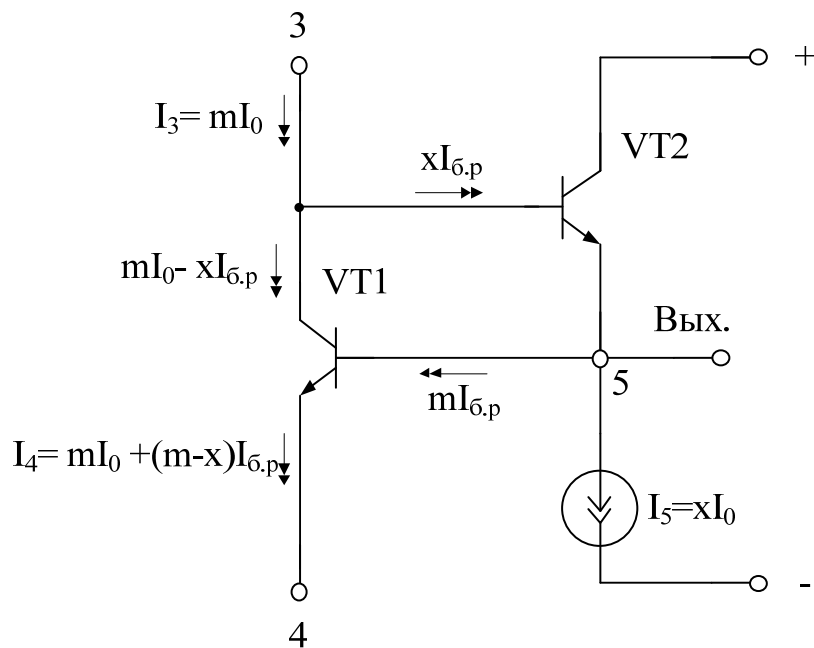 3
+
I₃= mI₀
VT2
xIб.р
mI₀- xIб.р
VT1
Вых.
5
mIб.р
I₄= mI₀ +(m-x)Iб.р
I₅=xI₀
-
4